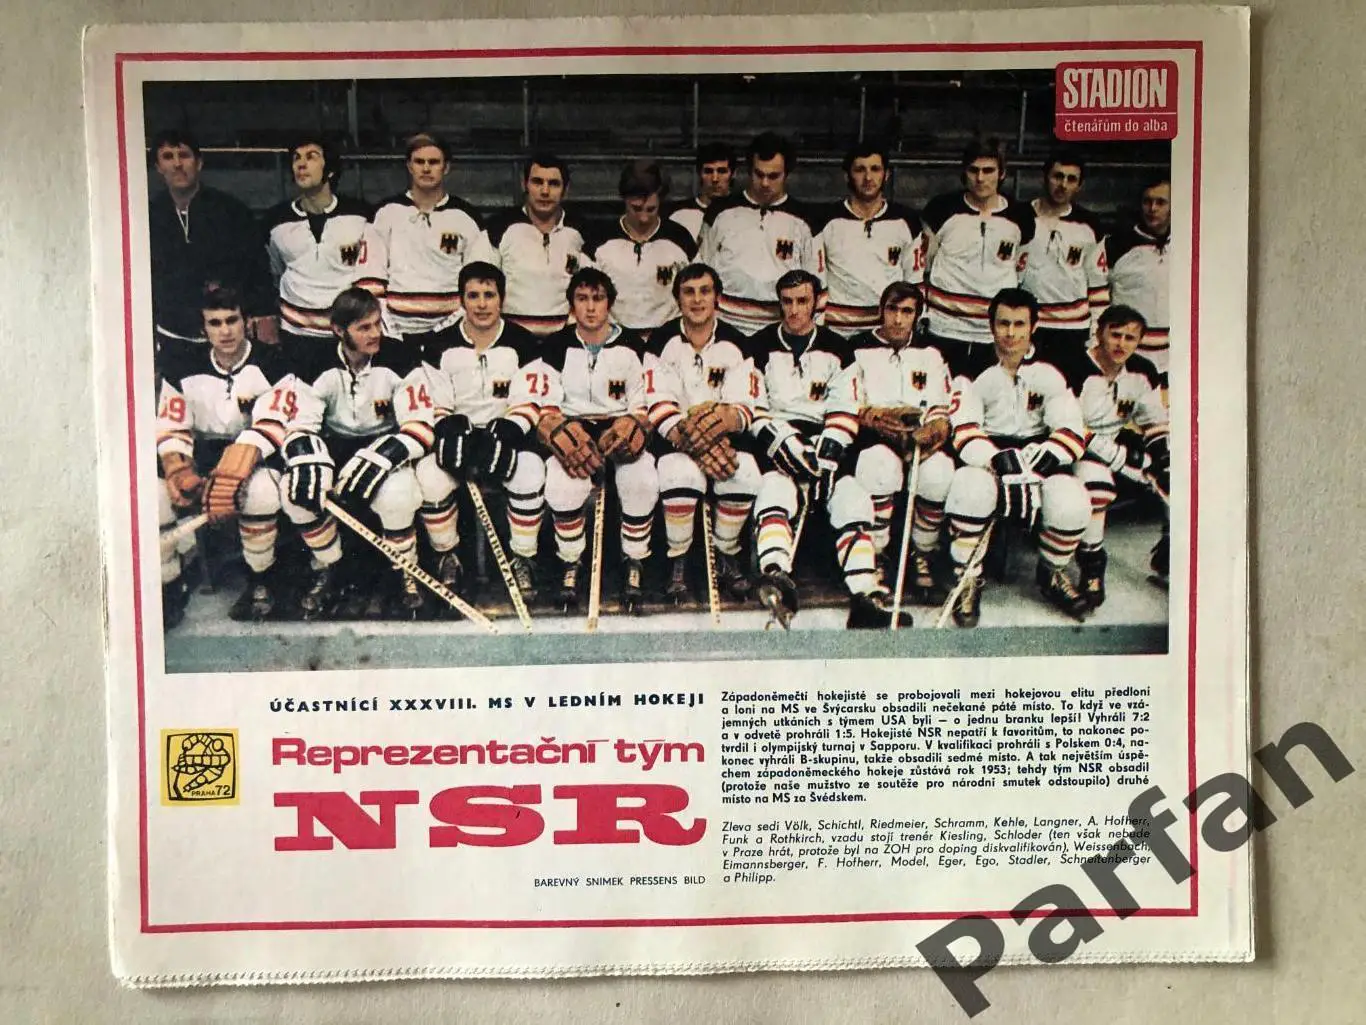 STADIÓN
čtenářům do alba
ÚČASTNÍCÍ XXXVIII. MS V LEDNÍM HOKEJI
Reprezentační tým
NSR
PRAHA 72
BAREVNÝ SNIMEK PRESSENS BILD
Západoněmečtí hokejisté se probojovali mezi hokejovou elitu předloni
a loni na MS ve Švýcarsku obsadili nečekané páté místo. To když ve vzá-
jemných utkáních s týmem USA byli — o jednu branku lepší! Vyhráli 7:2
a v odvetě prohráli 1:5. Hokejisté NSR nepatří k favoritům, to nakonec po-
tvrdil i olympijský turnaj v Sapporu. V kvalifikaci prohráli s Polskem 0:4, na-
konec vyhráli B-skupinu, takže obsadili sedmé místo. A tak největším úspě-
chem západoněmeckého hokeje zůstává rok 1953; tehdy tým NSR obsadil
(protože naše mužstvo ze soutěže pro národní smutek odstoupilo) druhé
místo na MS za Švédskem.
Zleva sedí Völk, Schichtl, Riedmeier, Schramm, Kehle, Langner, A. Hofherr,
Funk a Rothkirch, vzadu stojí trenér Kiesling, Schloder (ten však nebude
v Praze hrát, protože byl na ZOH pro doping diskvalifikován), Weissenbach,
Eimannsberger, F. Hofherr, Model, Eger, Ego, Stadler, Schneitenberger
a Philipp.
19
14
15
Parfan